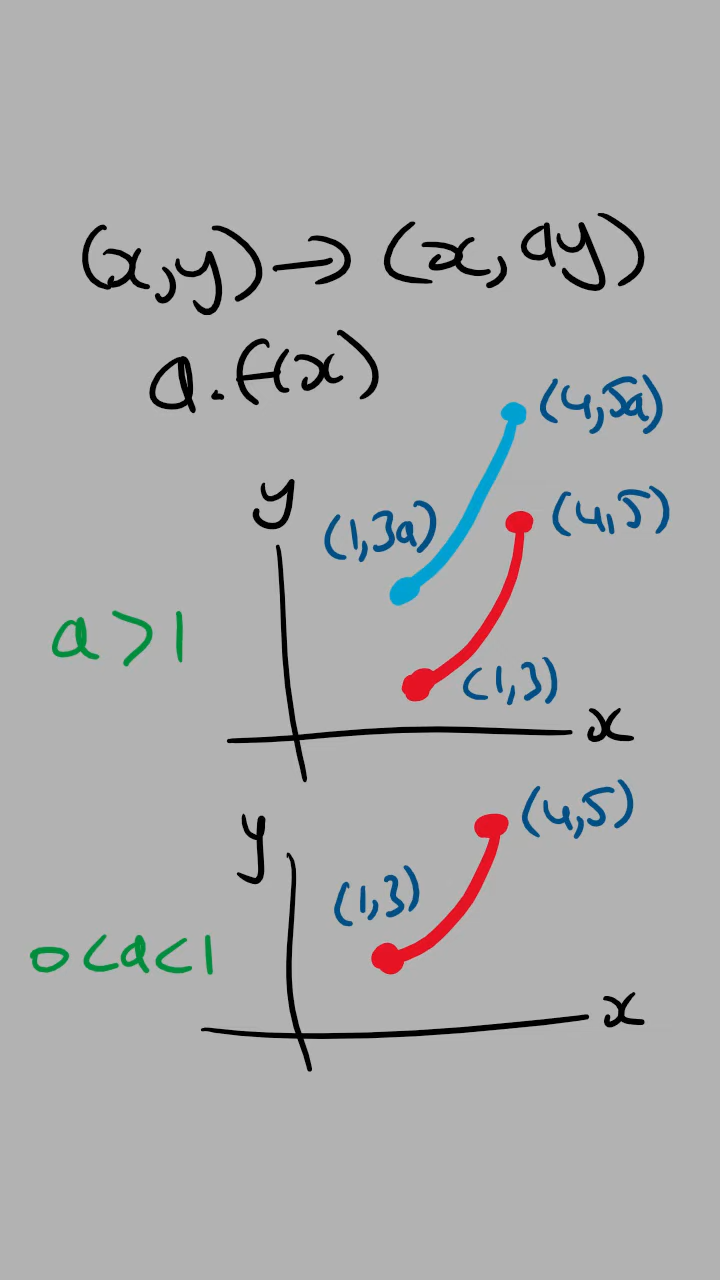 (x,y)→(x,ay)
a.f(x)
(4,5a)
y
(1,3a)
(4,5)
a>1
(1,3)
x
y
(4,5)
(1,3)
0<a<1
x